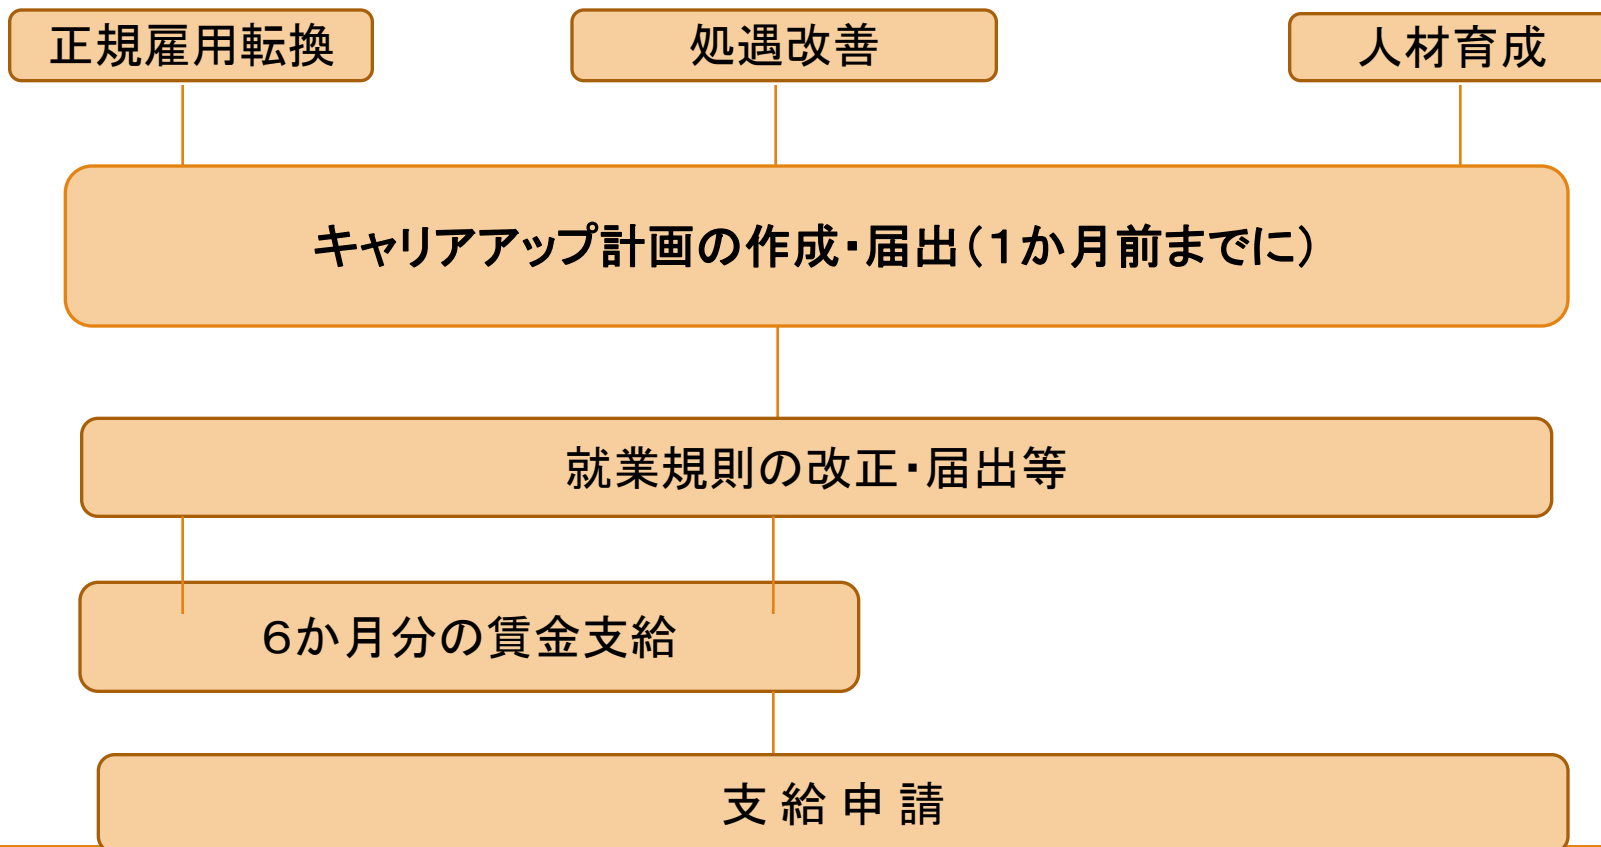 正規雇用転換
処遇改善
人材育成
キャリアアップ計画の作成・届出（１か月前までに）
就業規則の改正・届出等
６か月分の賃金支給
支 給 申 請